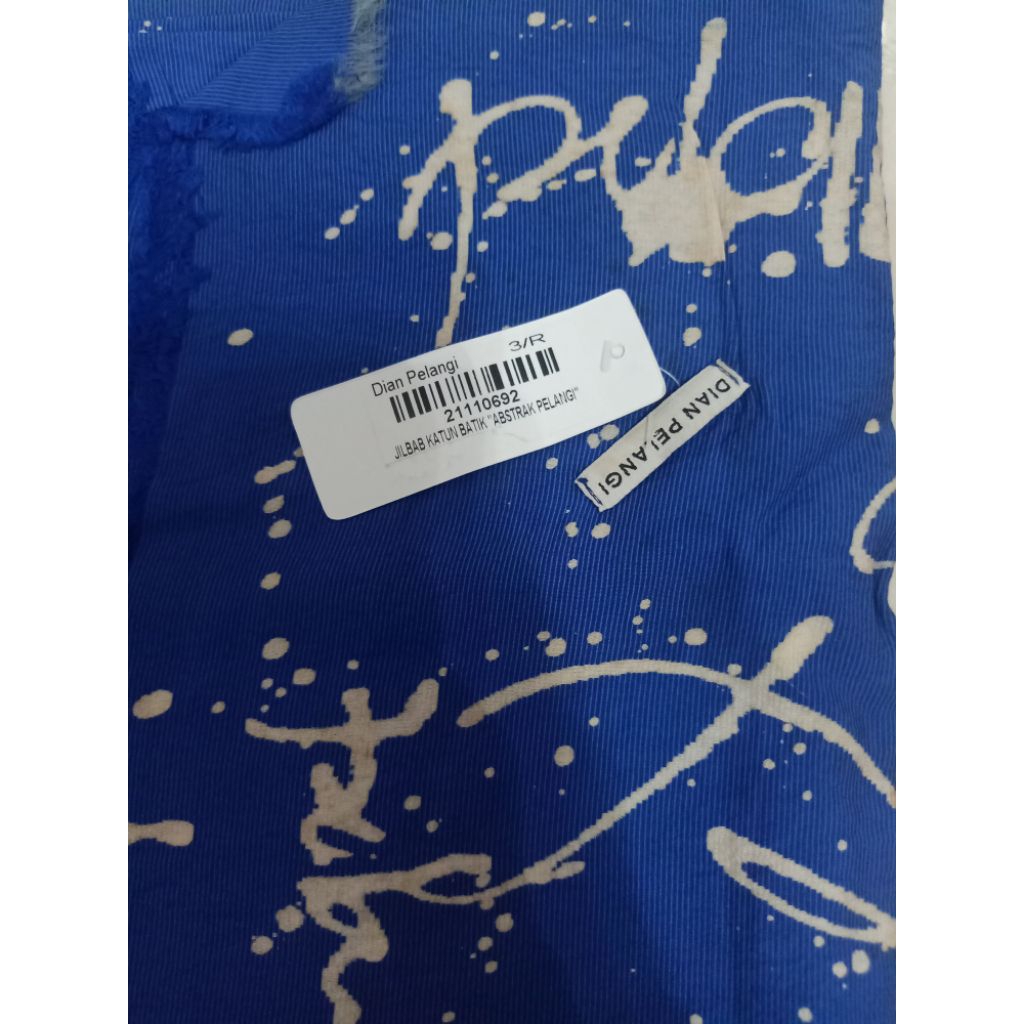 Dian Pelangi 3/R
21110692
JILBAB KATUN BATIK "ABSTRAK PELANGI"
DIAN PELANGI